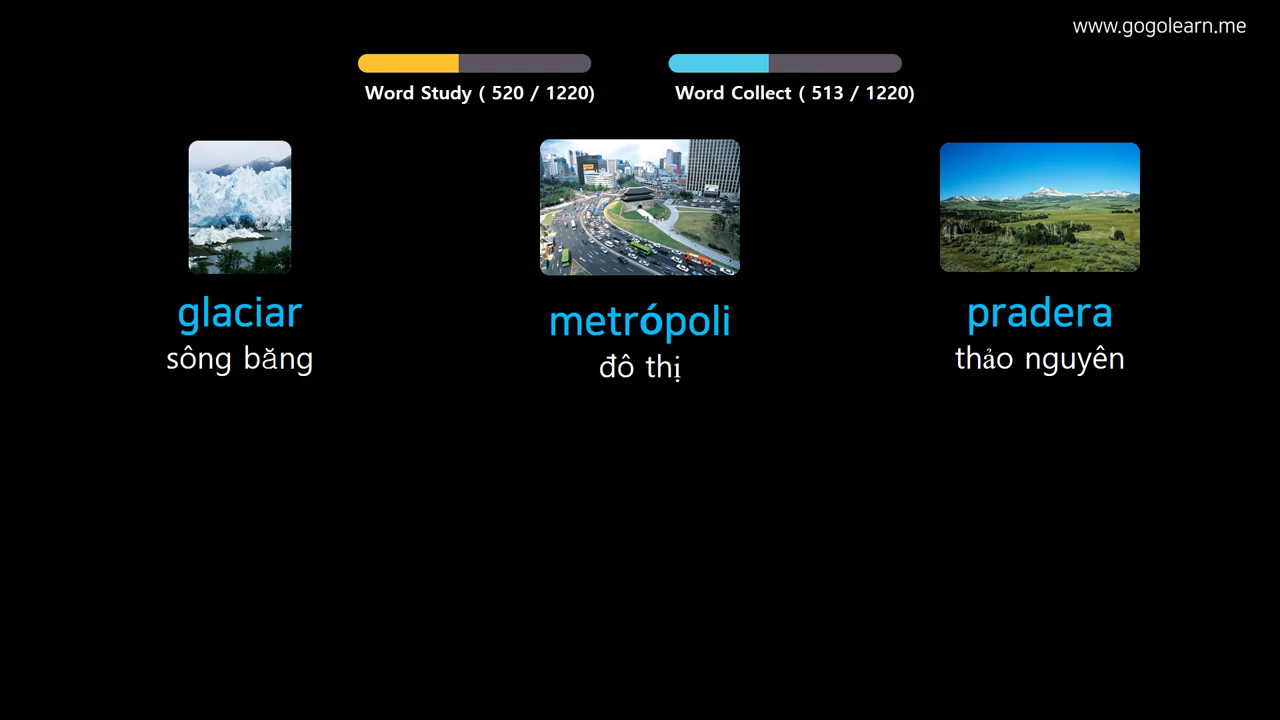 www.gogolearn.me
Word Study ( 520 / 1220)
Word Collect ( 513 / 1220)
glaciar
sông băng
metrópoli
đô thị
pradera
thảo nguyên